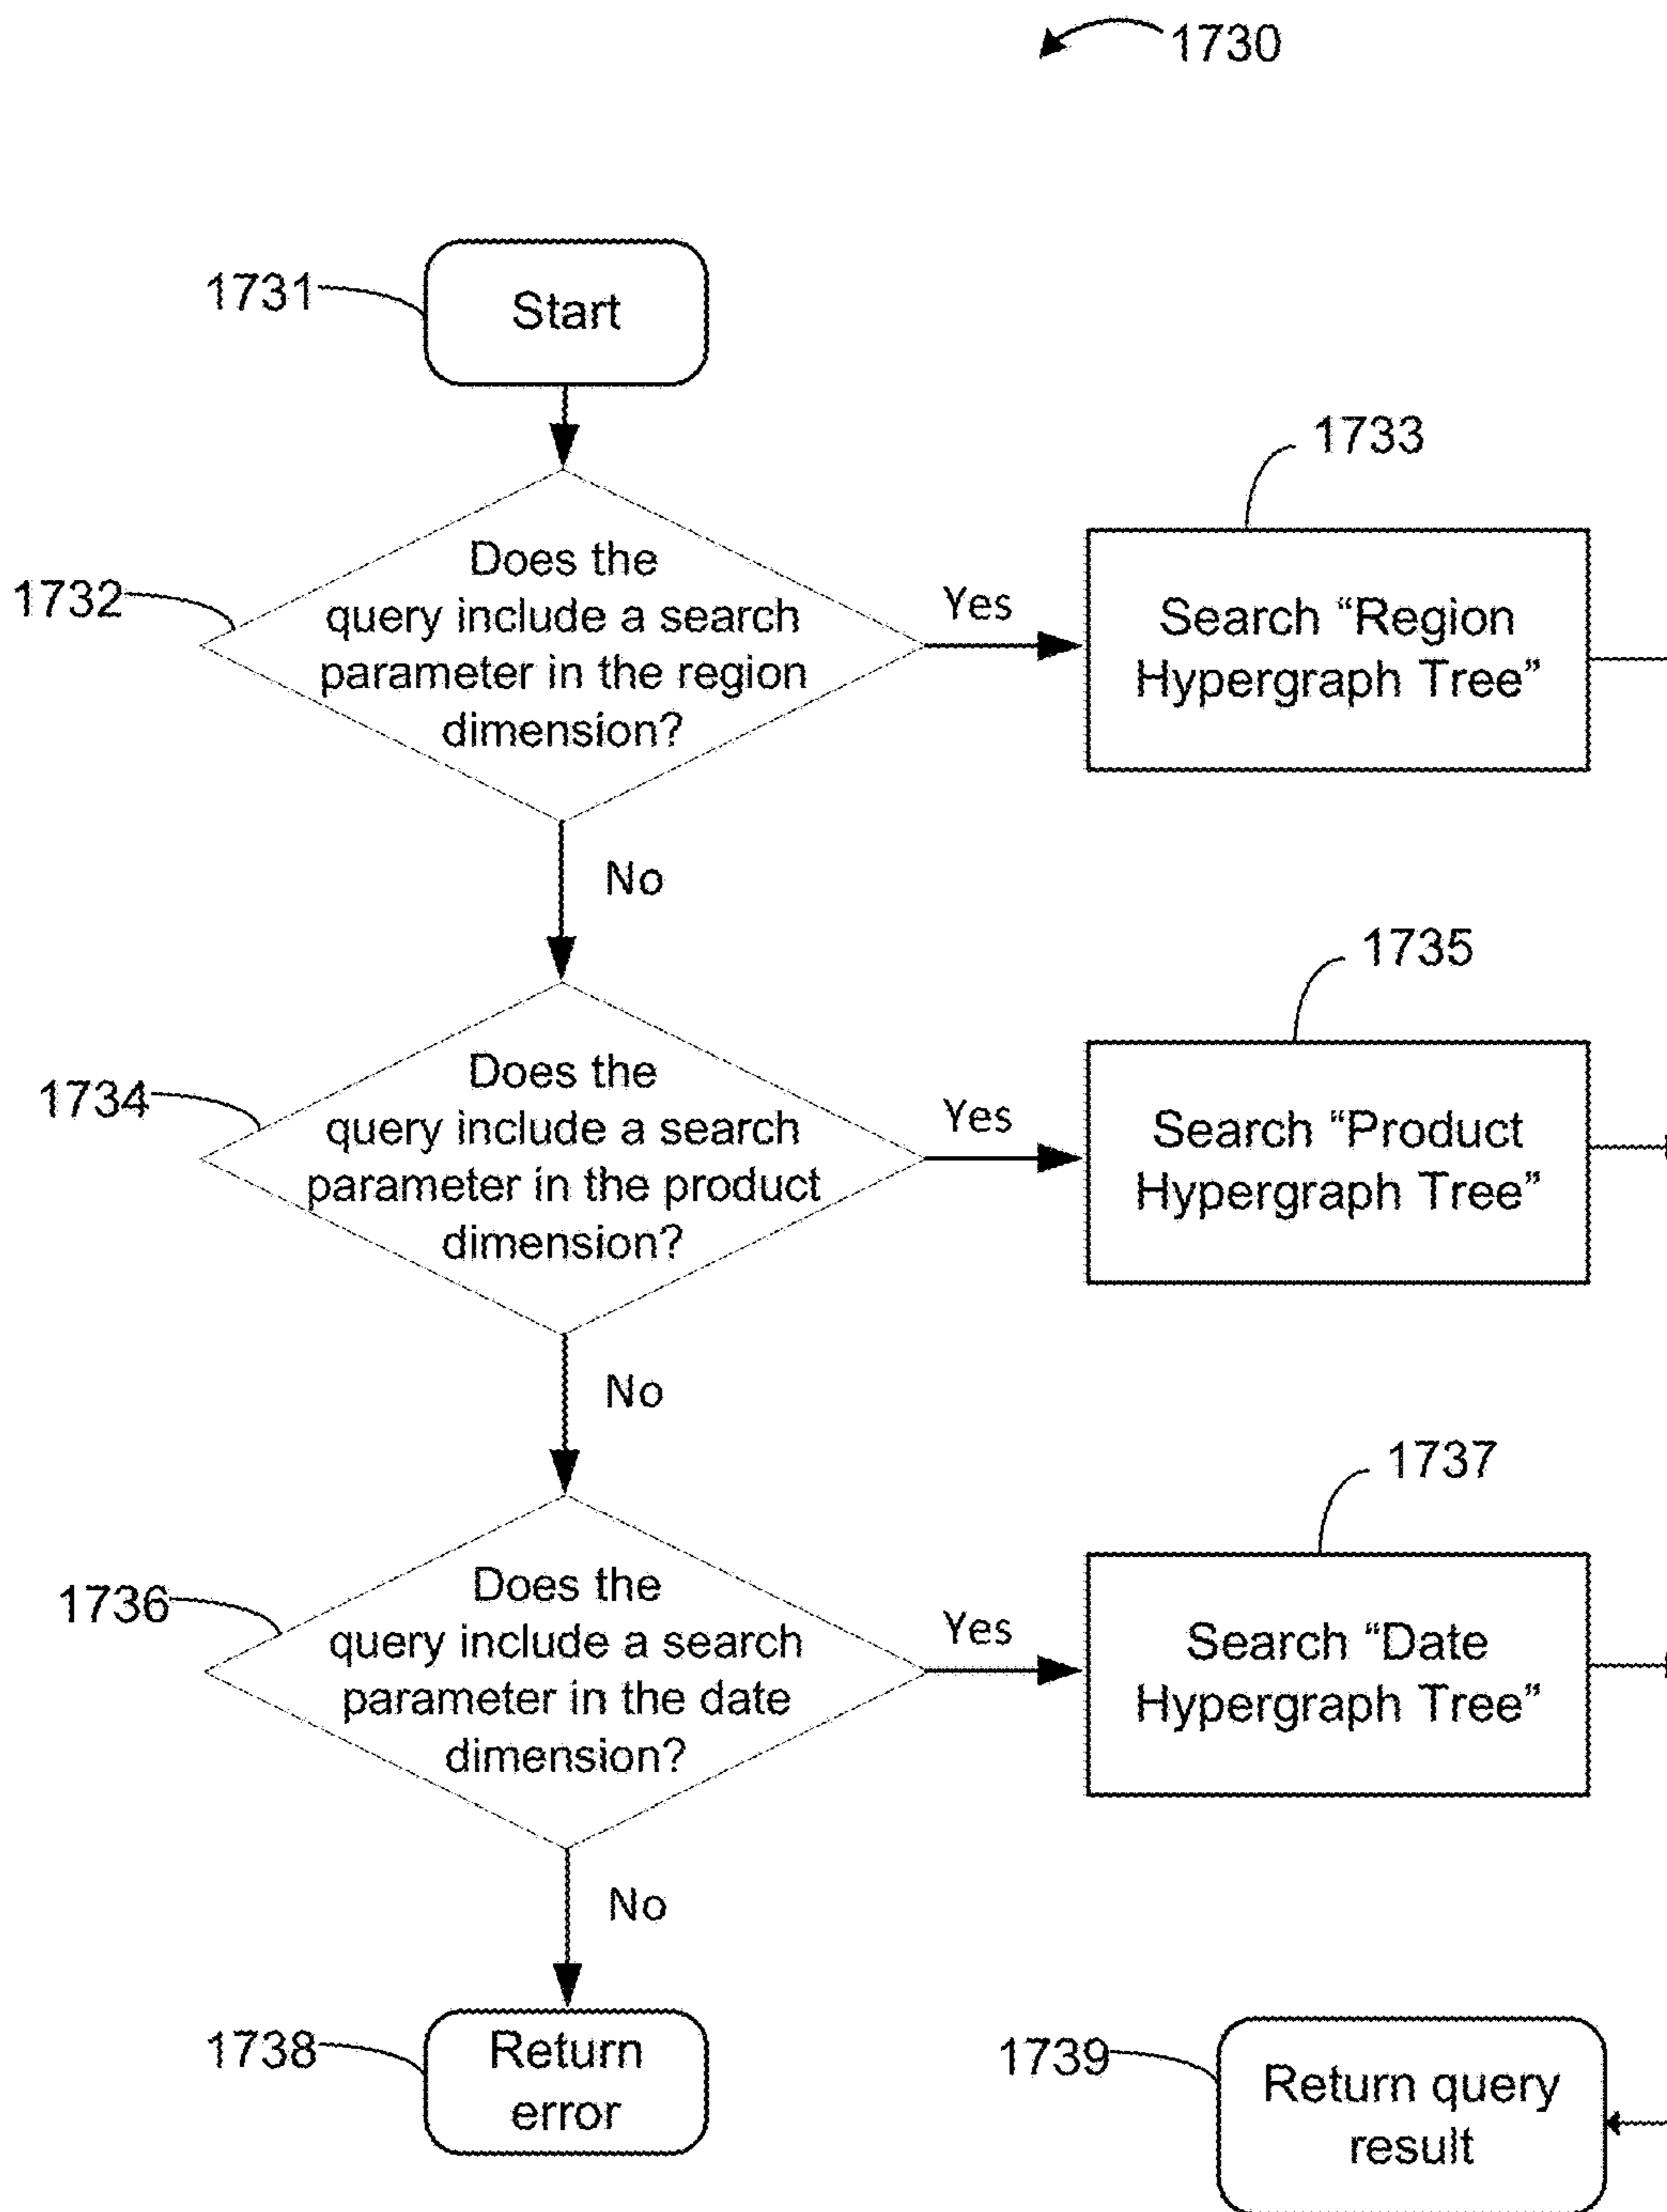 1730
1731
Start
1733
1732
Does the
query include a search
parameter in the region
dimension?
Yes
Search “Region
Hypergraph Tree”
No
1735
1734
Does the
query include a search
parameter in the product
dimension?
Yes
Search “Product
Hypergraph Tree”
No
1737
1736
Does the
query include a search
parameter in the date
dimension?
Yes
Search “Date
Hypergraph Tree”
No
1738
Return
error
1739
Return query
result